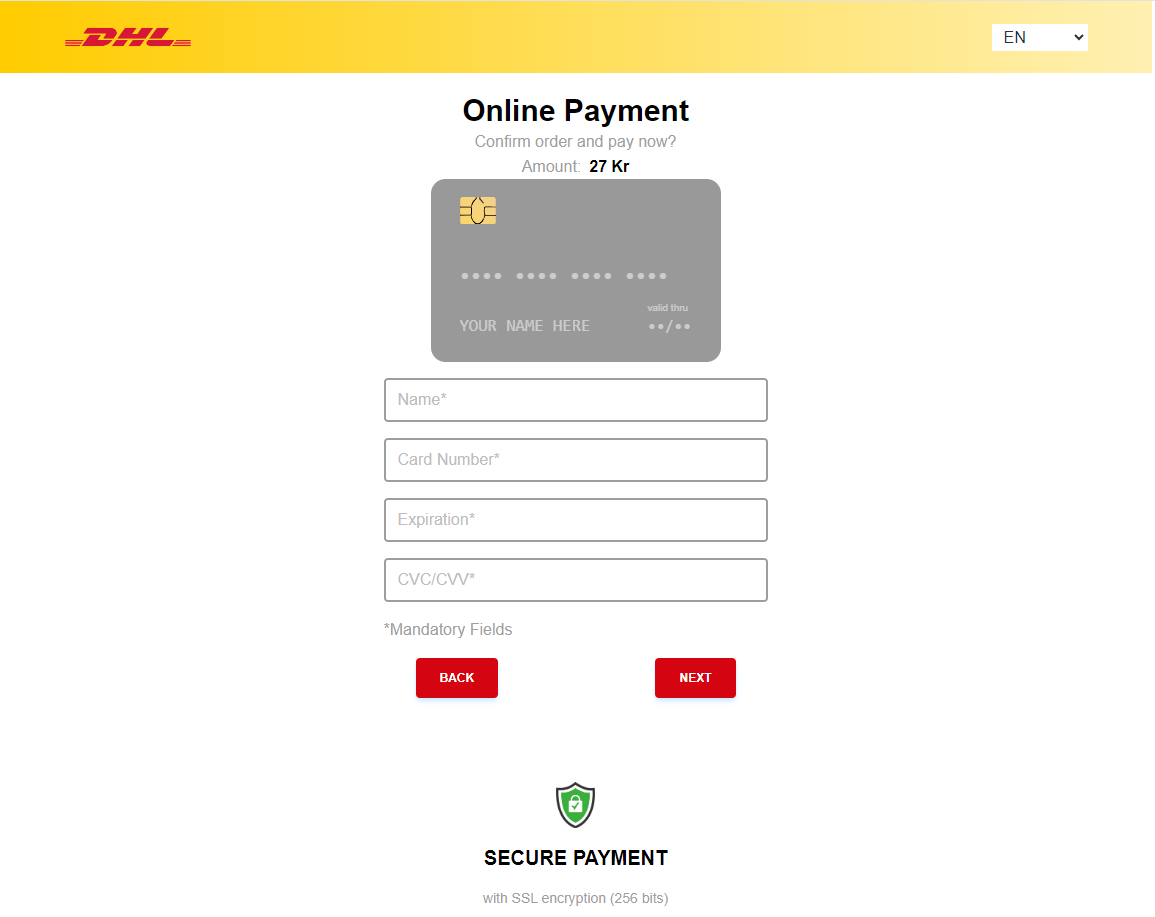 DHL
EN
Online Payment
Confirm order and pay now?
Amount: 27 Kr
•••• •••• •••• ••••
valid thru
YOUR NAME HERE ••/••
Name*
Card Number*
Expiration*
CVC/CVV*
*Mandatory Fields
BACK NEXT
SECURE PAYMENT
with SSL encryption (256 bits)